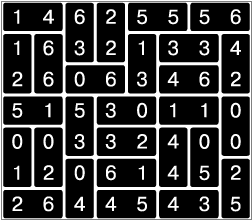 1 4 6 2 5 5 5 6
1 6 3 2 1 3 3 4
2 6 0 6 3 4 6 2
5 1 5 3 0 1 1 0
0 0 3 3 2 4 0 0
1 2 0 6 1 4 5 2
2 6 4 4 5 4 3 5